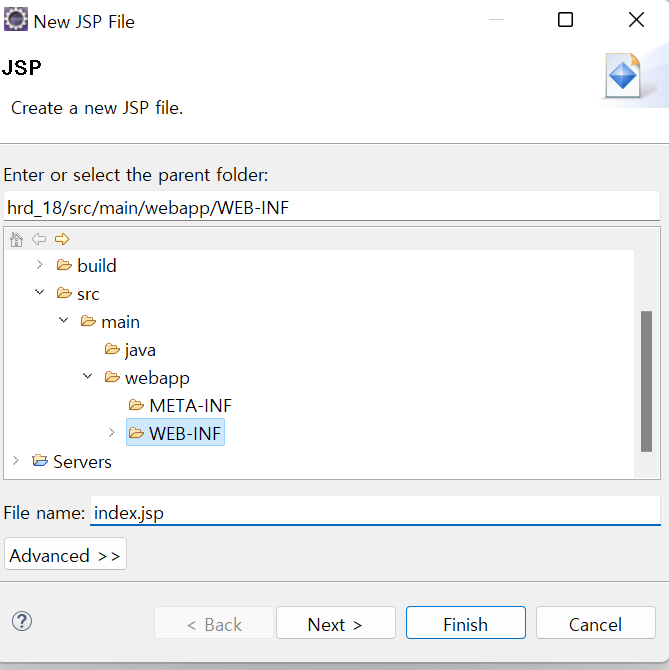 New JSP File
JSP
Create a new JSP file.
Enter or select the parent folder:
hrd_18/src/main/webapp/WEB-INF
build
src
main
java
webapp
META-INF
WEB-INF
Servers
File name: index.jsp
Advanced >>
? < Back Next > Finish Cancel